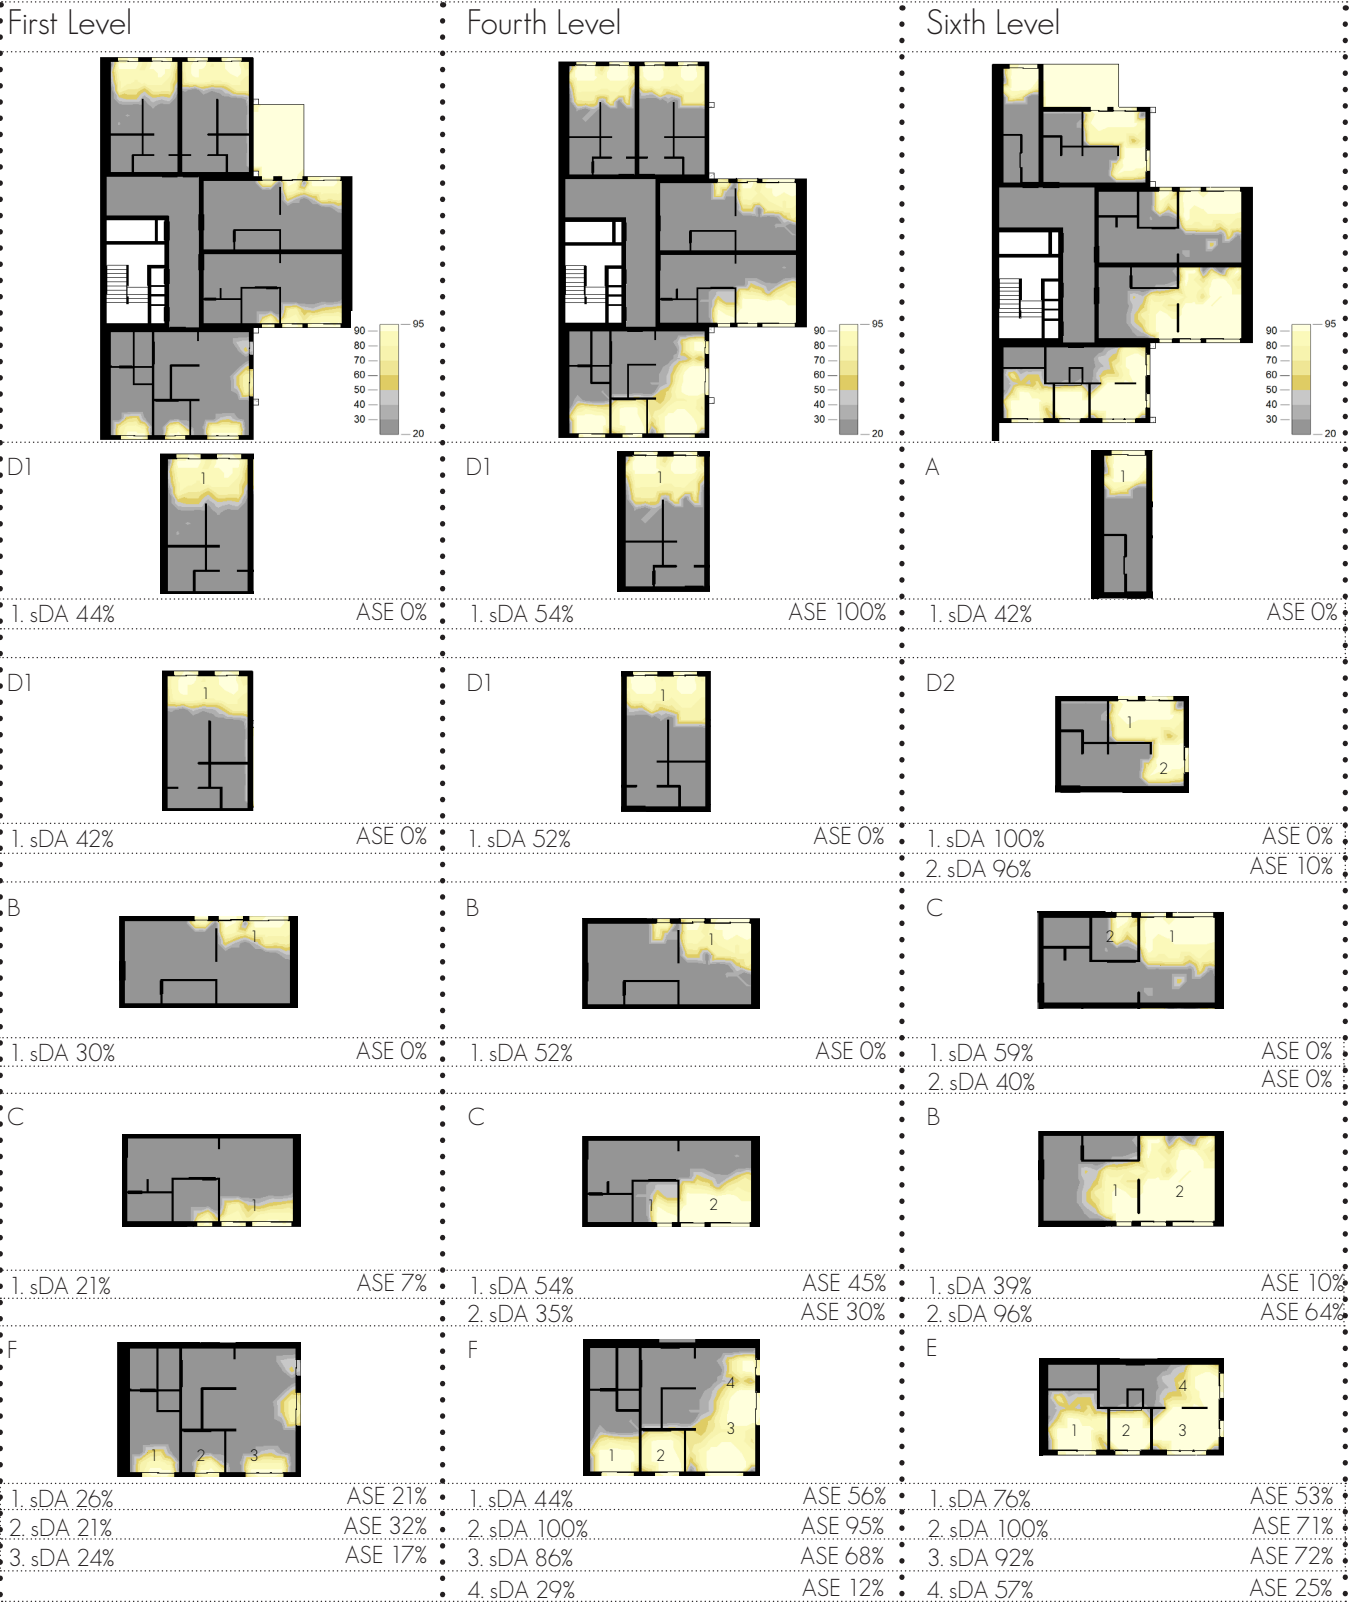 First Level
Fourth Level
Sixth Level
90
80
70
60
50
40
30
95
20
90
80
70
60
50
40
30
95
20
90
80
70
60
50
40
30
95
20
D1
1
1. sDA 44% ASE 0%
D1
1
1. sDA 54% ASE 100%
A
1
1. sDA 42% ASE 0%
D1
1
1. sDA 42% ASE 0%
D1
1
1. sDA 52% ASE 0%
D2
1
2
1. sDA 100% ASE 0%
2. sDA 96% ASE 10%
B
1
1. sDA 30% ASE 0%
B
1
1. sDA 52% ASE 0%
C
2 1
1. sDA 59% ASE 0%
2. sDA 40% ASE 0%
C
1
1. sDA 21% ASE 7%
C
1 2
1. sDA 54% ASE 45%
2. sDA 35% ASE 30%
B
1 2
1. sDA 39% ASE 10%
2. sDA 96% ASE 64%
F
1 2 3
1. sDA 26% ASE 21%
2. sDA 21% ASE 32%
3. sDA 24% ASE 17%
F
4
3
1 2
1. sDA 44% ASE 56%
2. sDA 100% ASE 95%
3. sDA 86% ASE 68%
4. sDA 29% ASE 12%
E
4
1 2 3
1. sDA 76% ASE 53%
2. sDA 100% ASE 71%
3. sDA 92% ASE 72%
4. sDA 57% ASE 25%